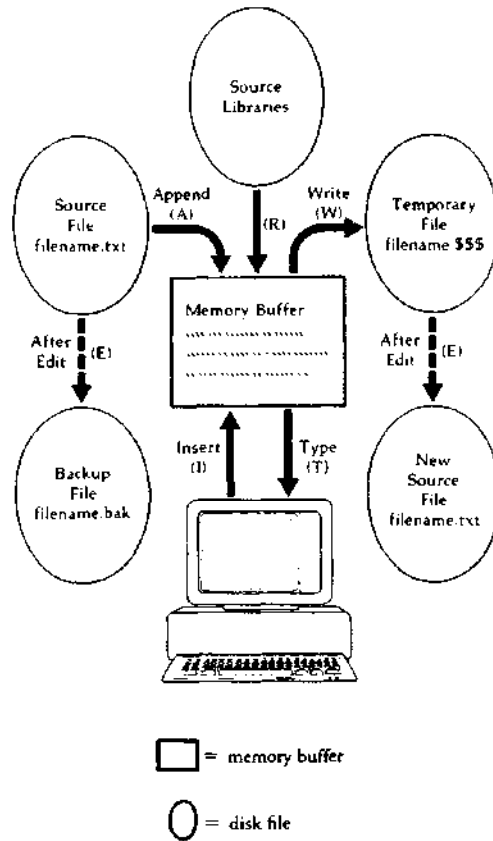 Source
Libraries
Source
File
filename.txt
Append
(A)
(R)
Write
(W)
Temporary
File
filename $$$
Memory Buffer
After
Edit
(E)
After
Edit
(E)
Backup
File
filename.bak
Insert
(I)
Type
(T)
New
Source
File
filename.txt
= memory buffer
= disk file